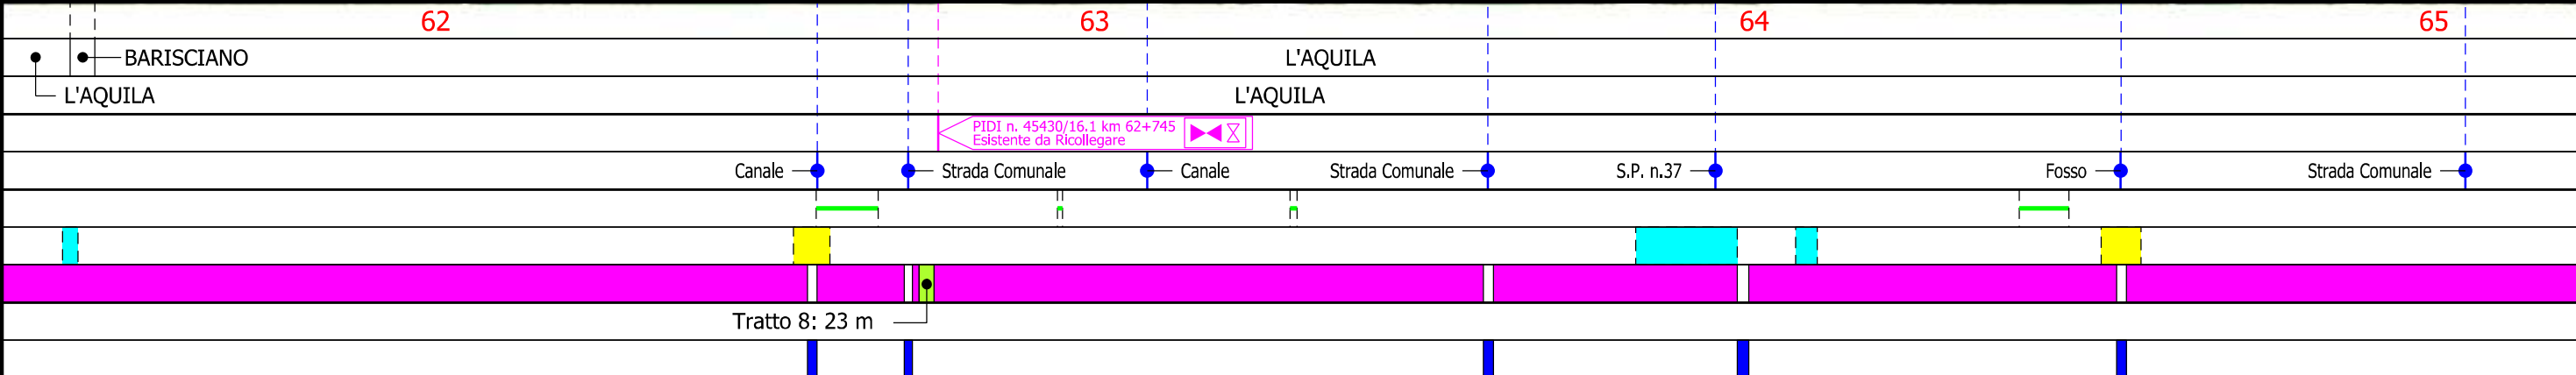 62 63 64 65
BARISCIANO L'AQUILA
L'AQUILA L'AQUILA
PIDI n. 45430/16.1 km 62+745
Esistente da Ricollegare
Canale Strada Comunale Canale Strada Comunale S.P. n.37 Fosso Strada Comunale
Tratto 8: 23 m